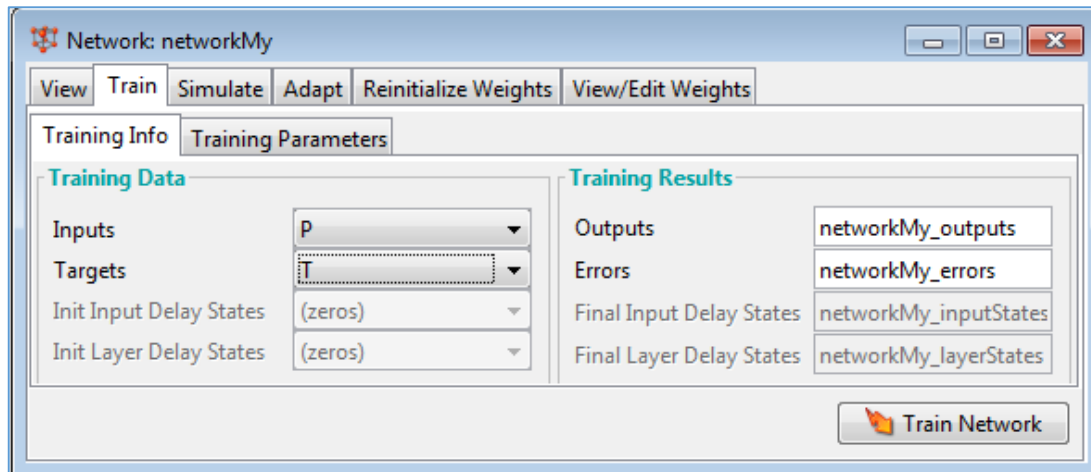 Network: networkMy
View Train Simulate Adapt Reinitialize Weights View/Edit Weights
Training Info Training Parameters
Training Data
Inputs P
Targets T
Init Input Delay States (zeros)
Init Layer Delay States (zeros)
Training Results
Outputs networkMy_outputs
Errors networkMy_errors
Final Input Delay States networkMy_inputStates
Final Layer Delay States networkMy_layerStates
Train Network